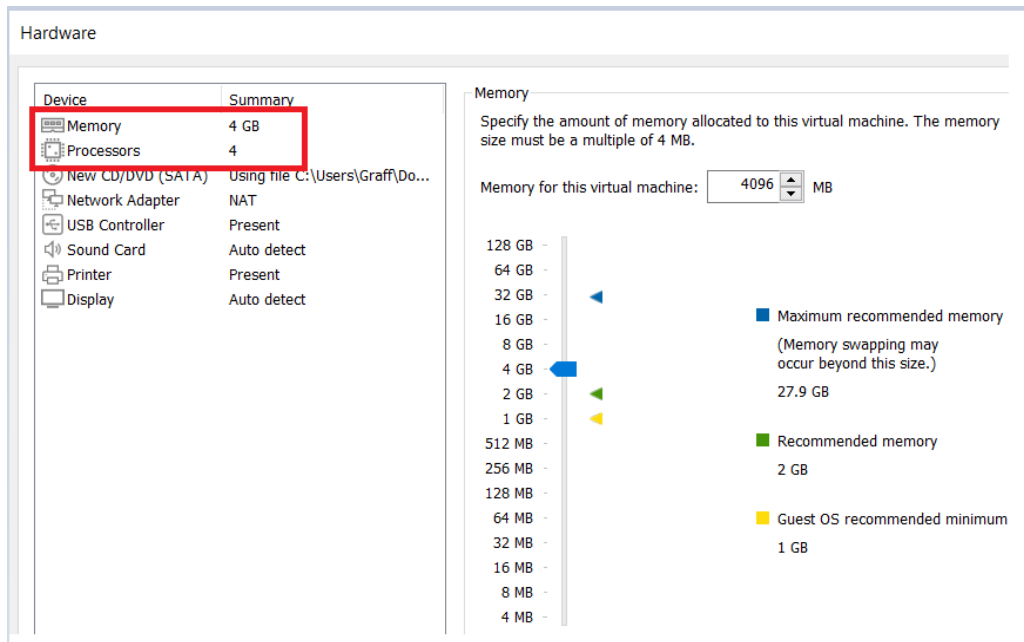 Hardware
Device Summary
Memory 4 GB
Processors 4
New CD/DVD (SATA) Using file C:\Users\Graff\Do...
Network Adapter NAT
USB Controller Present
Sound Card Auto detect
Printer Present
Display Auto detect
Memory
Specify the amount of memory allocated to this virtual machine. The memory
size must be a multiple of 4 MB.
Memory for this virtual machine: 4096 MB
128 GB
64 GB
32 GB
16 GB
8 GB
4 GB
2 GB
1 GB
512 MB
256 MB
128 MB
64 MB
32 MB
16 MB
8 MB
4 MB
Maximum recommended memory
(Memory swapping may
occur beyond this size.)
27.9 GB
Recommended memory
2 GB
Guest OS recommended minimum
1 GB